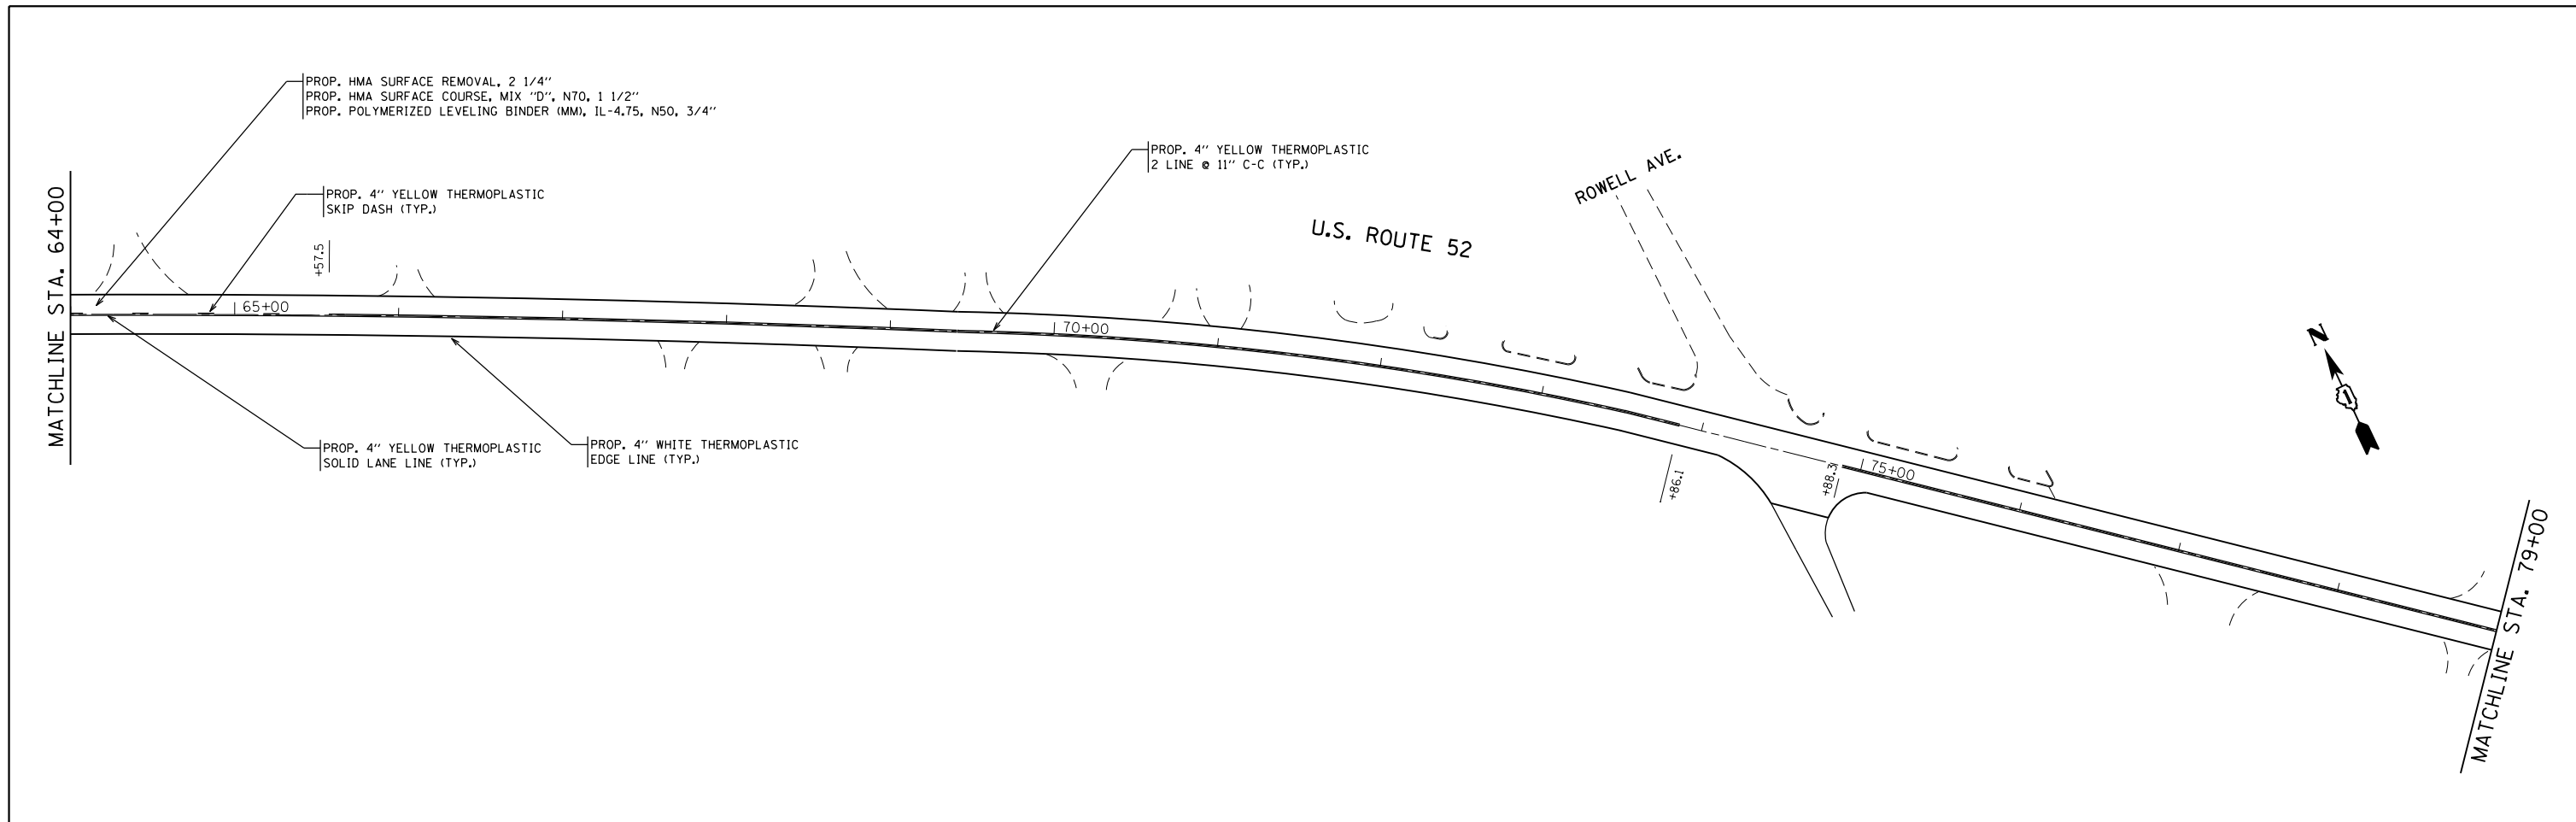 PROP. HMA SURFACE REMOVAL, 2 1/4"
PROP. HMA SURFACE COURSE, MIX "D", N70, 1 1/2"
PROP. POLYMERIZED LEVELING BINDER (MM), IL-4.75, N50, 3/4"
PROP. 4" YELLOW THERMOPLASTIC
2 LINE @ 11" C-C (TYP.)
ROWELL AVE.
PROP. 4" YELLOW THERMOPLASTIC
SKIP DASH (TYP.)
U.S. ROUTE 52
MATCHLINE STA. 64+00
+57.5
65+00
70+00
N
1
PROP. 4" YELLOW THERMOPLASTIC
SOLID LANE LINE (TYP.)
PROP. 4" WHITE THERMOPLASTIC
EDGE LINE (TYP.)
+86.1
+88.3
75+00
MATCHLINE STA. 79+00